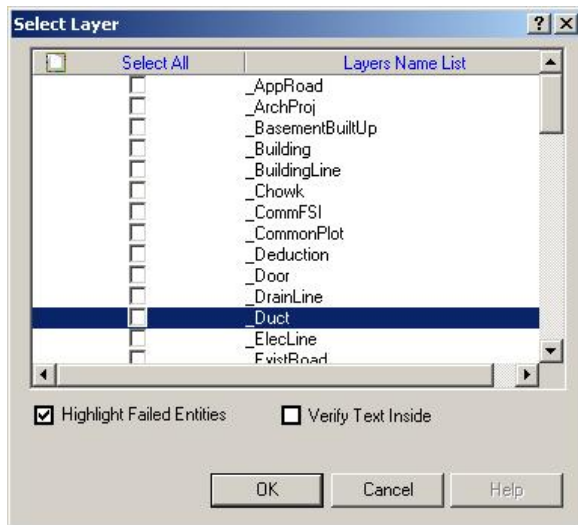 Select Layer
Select All Layers Name List
_AppRoad
_ArchProj
_BasementBuiltUp
_Building
_BuildingLine
_Chowk
_CommFSI
_CommonPlot
_Deduction
_Door
_DrainLine
_Duct
_ElecLine
_ExistRoad
Highlight Failed Entities Verify Text Inside
OK Cancel Help